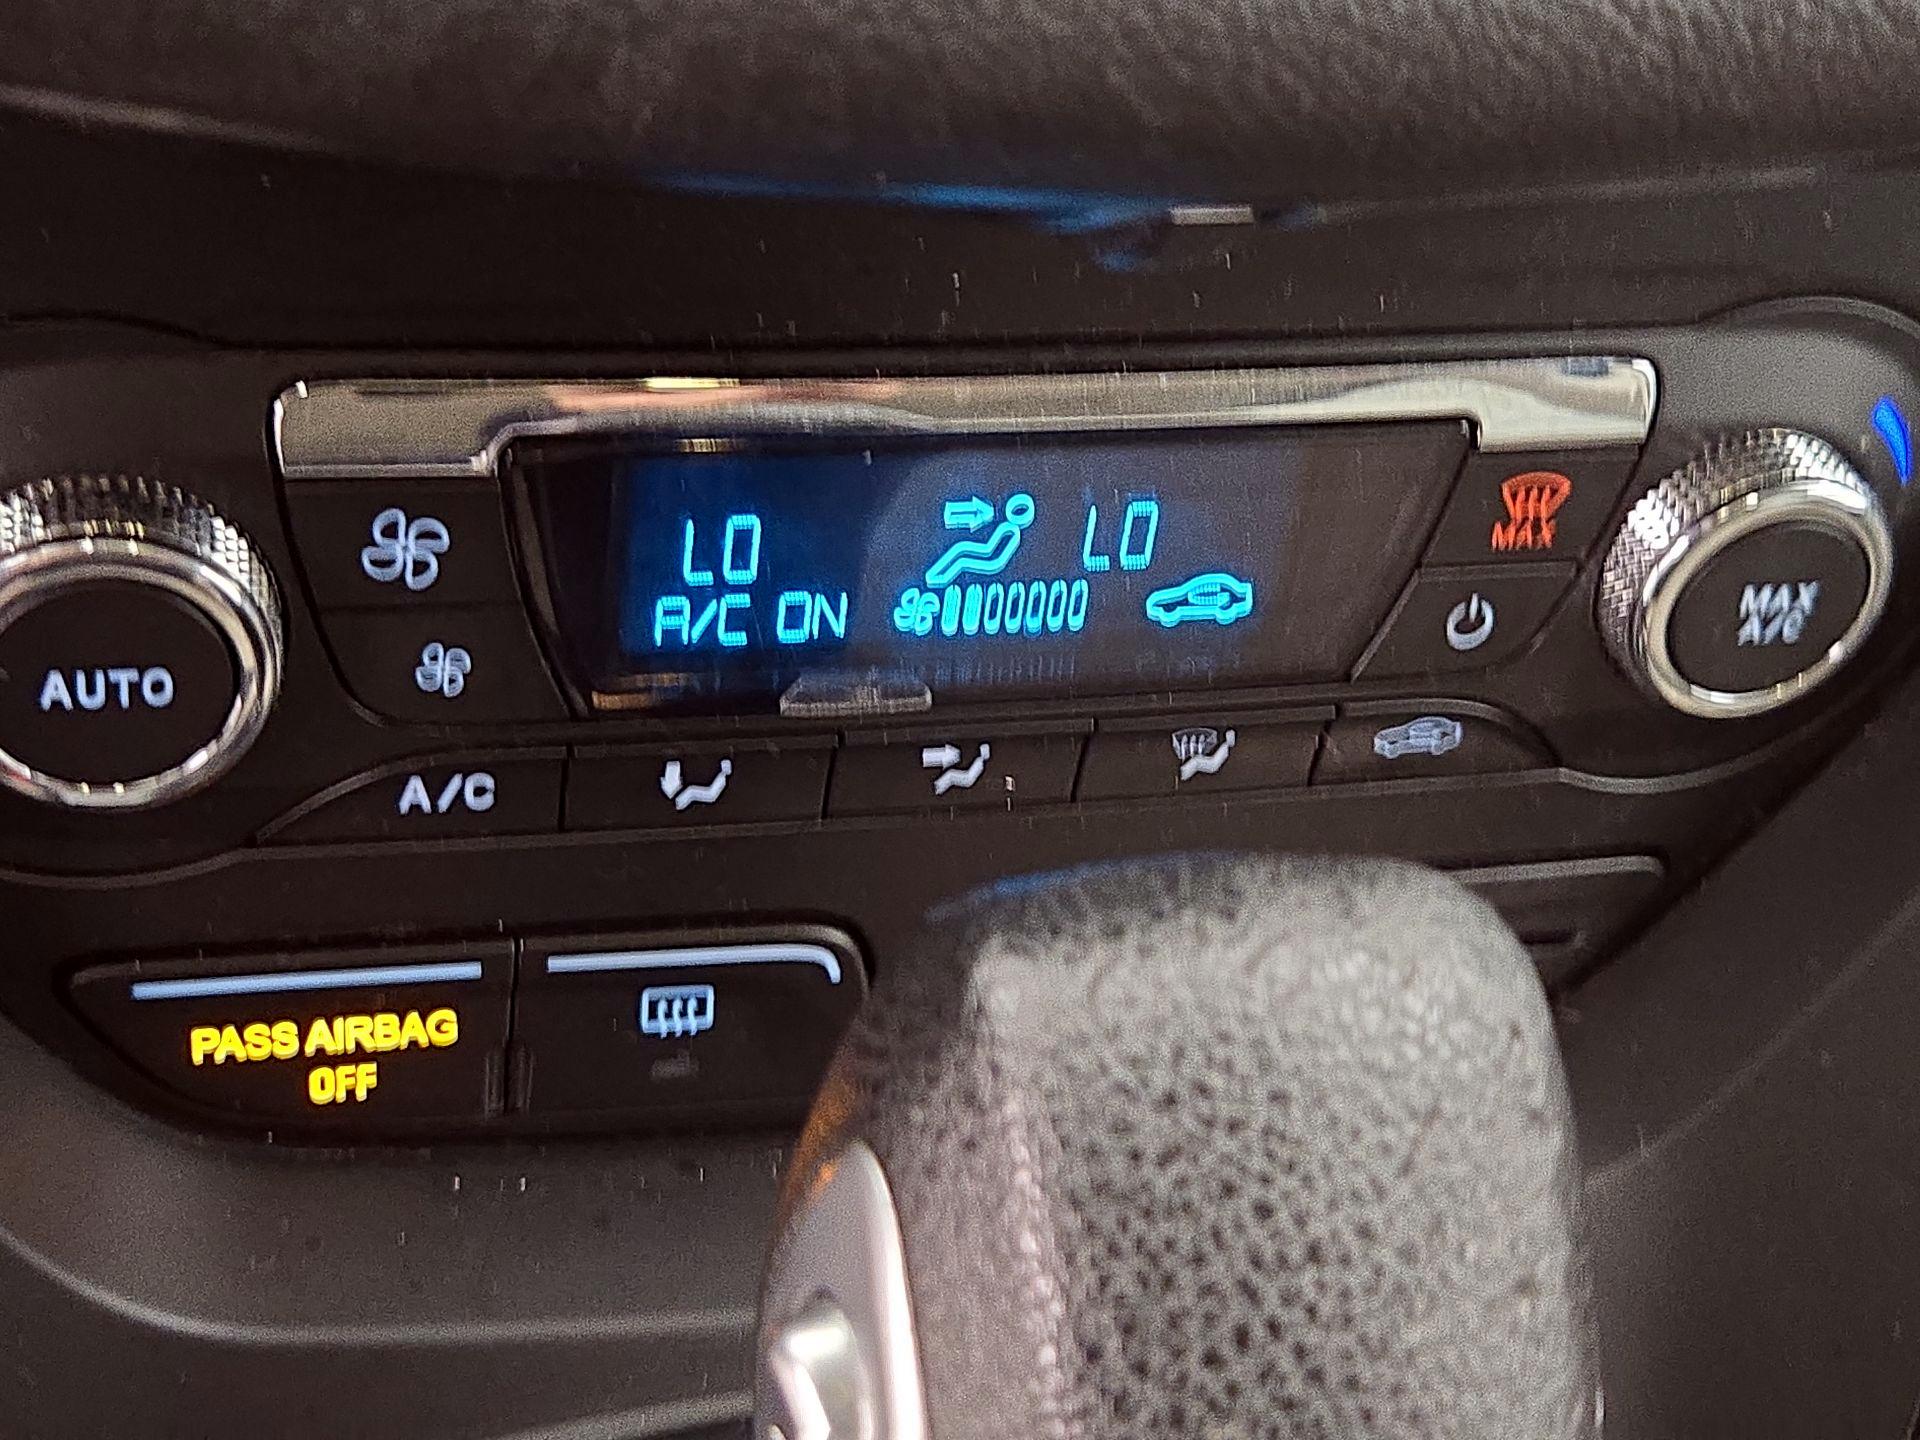 LO LO
A/C ON
MAX
AUTO
MAX
A/C
A/C
PASS AIRBAG
OFF